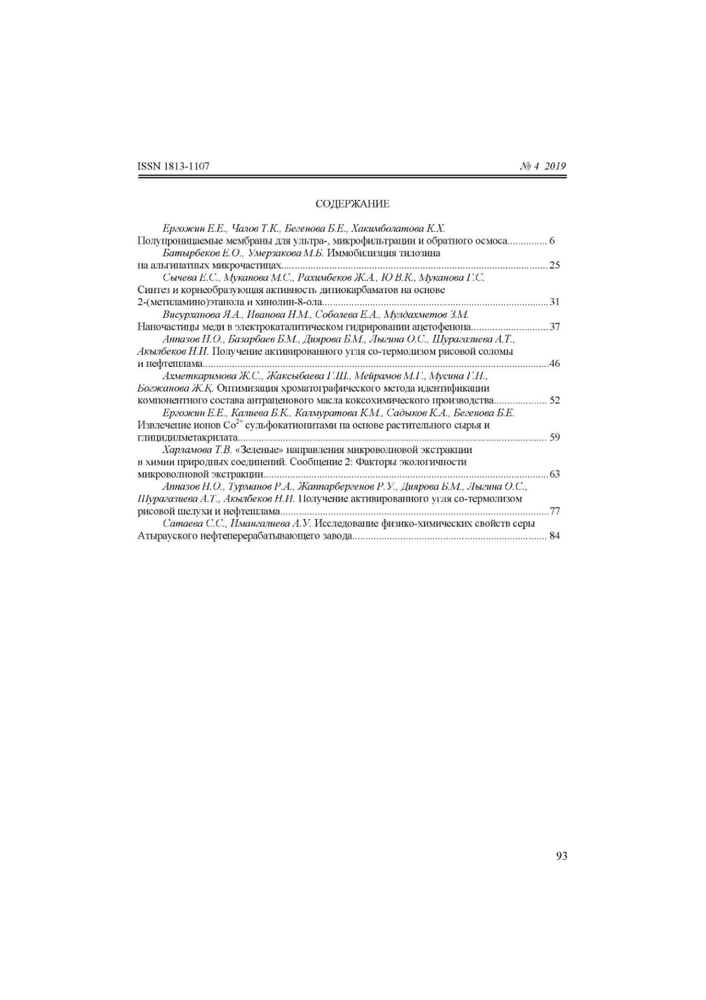 ISSN 1813-1107 № 4 2019
СОДЕРЖАНИЕ
Ергожин Е.Е., Чалов Т.К., Бегенова Б.Е., Хакимболатова К.Х.
Полупроницаемые мембраны для ультра-, микрофильтрации и обратного осмоса............... 6
Батырбеков Е.О., Умерзакова М.Б. Иммобилизция тилозина
на альгинатных микрочастицах.................................................................................................... 25
Сычева Е.С., Муканова М.С., Рахимбеков Ж.А., Ю В.К., Муканова Г.С.
Синтез и корнеобразующая активность дитиокарбаматов на основе
2-(метиламино)этанола и хинолин-8-ола.....................................................................................31
Висурханова Я.А., Иванова Н.М., Соболева Е.А., Мулдахметов З.М.
Наночастицы меди в электрокаталитическом гидрировании ацетофенона.............................37
Аппазов Н.О., Базарбаев Б.М., Диярова Б.М., Лыгина О.С., Шурагазиева А.Т.,
Акылбеков Н.И. Получение активированного угля со-термолизом рисовой соломы
и нефтешлама..................................................................................................................................46
Ахметкаримова Ж.С., Жаксыбаева Г.Ш., Мейрамов М.Г., Мусина Г.Н.,
Богжанова Ж.Қ. Оптимизация хроматографического метода идентификации
компонентного состава антраценового масла коксохимического производства.................... 52
Ергожин Е.Е., Калиева Б.К., Калмуратова К.М., Садыков К.А., Бегенова Б.Е.
Извлечение ионов Co²⁺ сульфокатионитами на основе растительного сырья и
глицидилметакрилата.................................................................................................................... 59
Харламова Т.В. «Зеленые» направления микроволновой экстракции
в химии природных соединений. Сообщение 2: Факторы экологичности
микроволновой экстракции...........................................................................................................63
Аппазов Н.О., Турманов Р.А., Жаппарбергенов Р.У., Диярова Б.М., Лыгина О.С.,
Шурагазиева А.Т., Акылбеков Н.И. Получение активированного угля со-термолизом
рисовой шелухи и нефтешлама.....................................................................................................77
Сатаева С.С., Имангалиева А.У. Исследование физико-химических свойств серы
Атырауского нефтеперерабатывающего завода......................................................................... 84
93